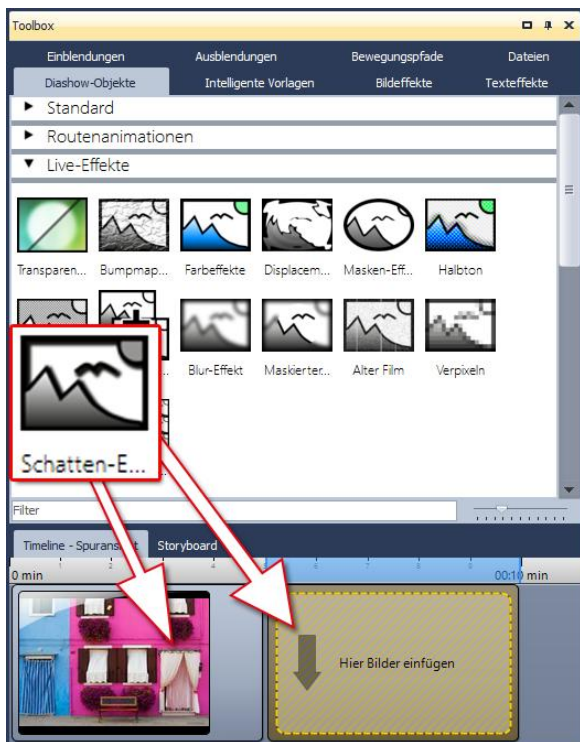 Toolbox
Einblendungen Ausblendungen Bewegungspfade Dateien
Diashow-Objekte Intelligente Vorlagen Bildeffekte Texteffekte
Standard
Routenanimationen
Live-Effekte
Transparen... Bumpmap... Farbeffekte Displacem... Masken-Eff... Halbton
Blur-Effekt Maskierter... Alter Film Verpixeln
Schatten-E...
Filter
Timeline - Spuransicht Storyboard
0 min 00:10 min
Hier Bilder einfügen